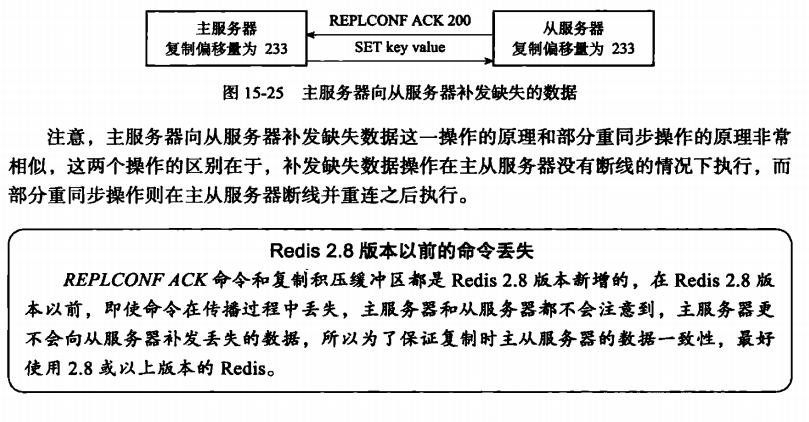 主服务器
复制偏移量为 233
REPLCONF ACK 200
SET key value
从服务器
复制偏移量为 233
图 15-25 主服务器向从服务器补发缺失的数据
注意，主服务器向从服务器补发缺失数据这一操作的原理和部分重同步操作的原理非常
相似，这两个操作的区别在于，补发缺失数据操作在主从服务器没有断线的情况下执行，而
部分重同步操作则在主从服务器断线并重连之后执行。
Redis 2.8 版本以前的命令丢失
REPLCONF ACK 命令和复制积压缓冲区都是 Redis 2.8 版本新增的，在 Redis 2.8 版
本以前，即使命令在传播过程中丢失，主服务器和从服务器都不会注意到，主服务器更
不会向从服务器补发丢失的数据，所以为了保证复制时主从服务器的数据一致性，最好
使用 2.8 或以上版本的 Redis。